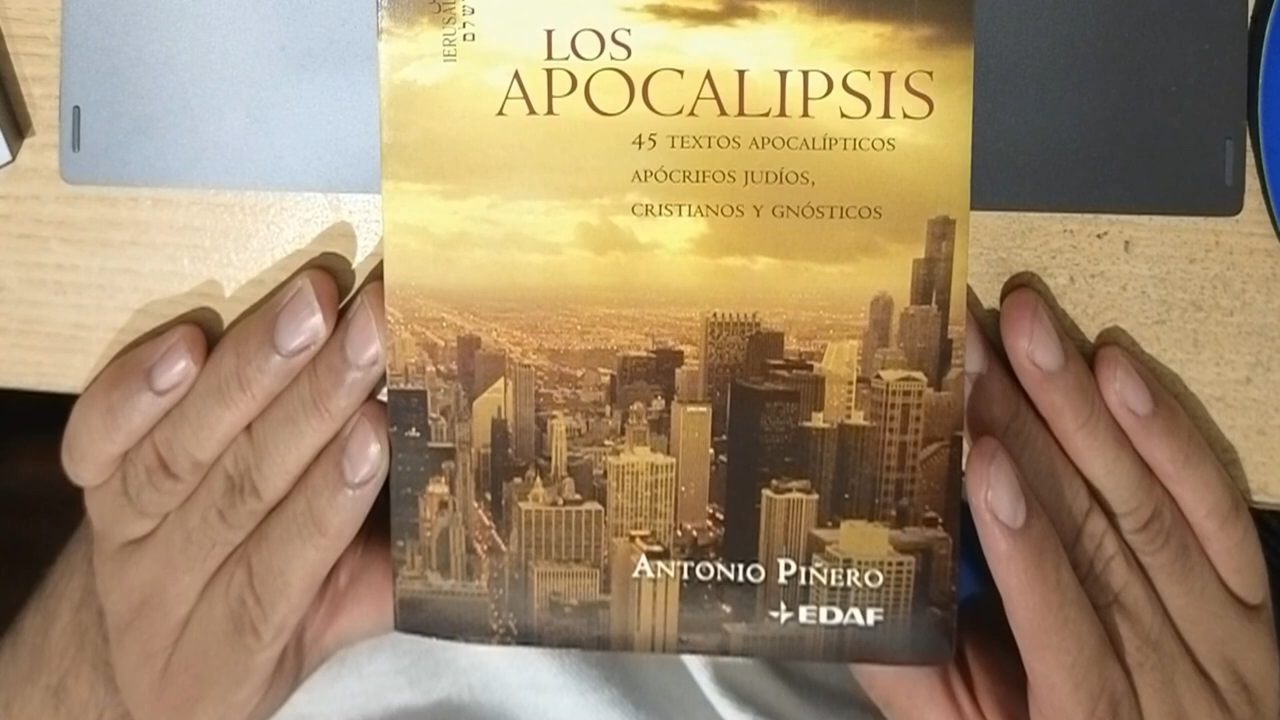 LOS
APOCALIPSIS
45 TEXTOS APOCALÍPTICOS
APÓCRIFOS JUDÍOS,
CRISTIANOS Y GNÓSTICOS
ANTONIO PIÑERO
EDAF